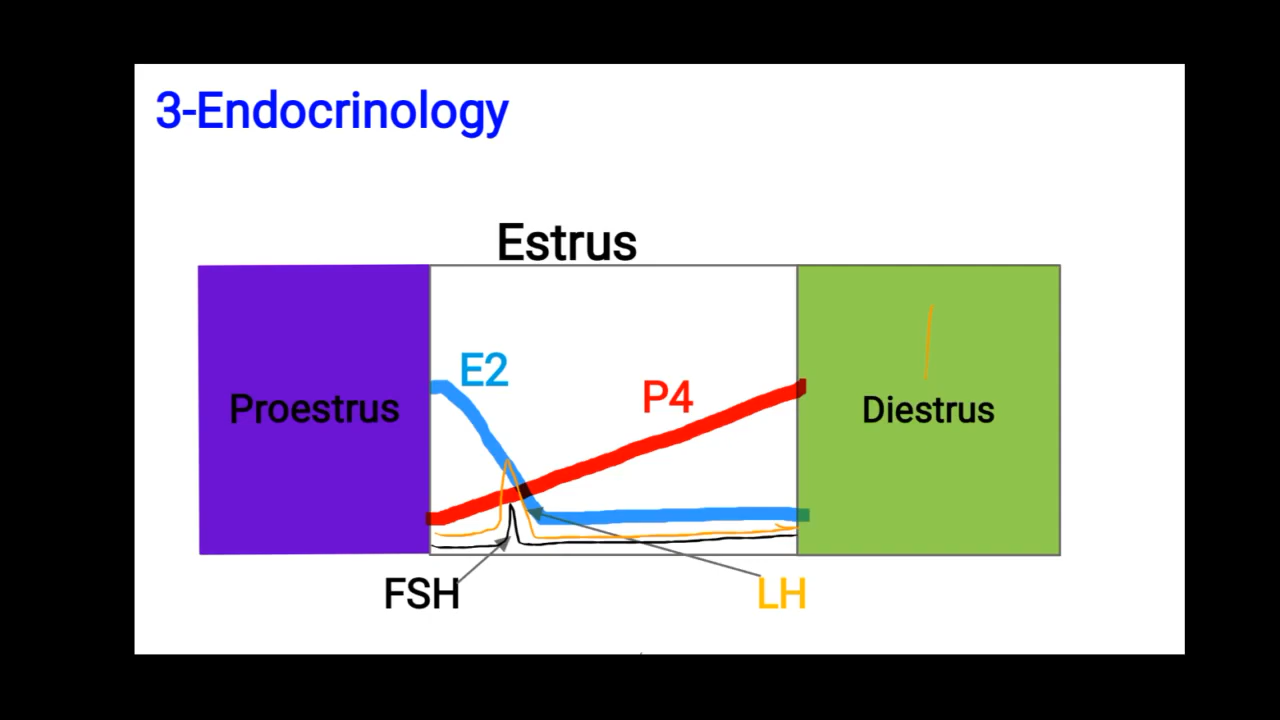 3-Endocrinology
Estrus
E2
P4
Proestrus
Diestrus
FSH
LH